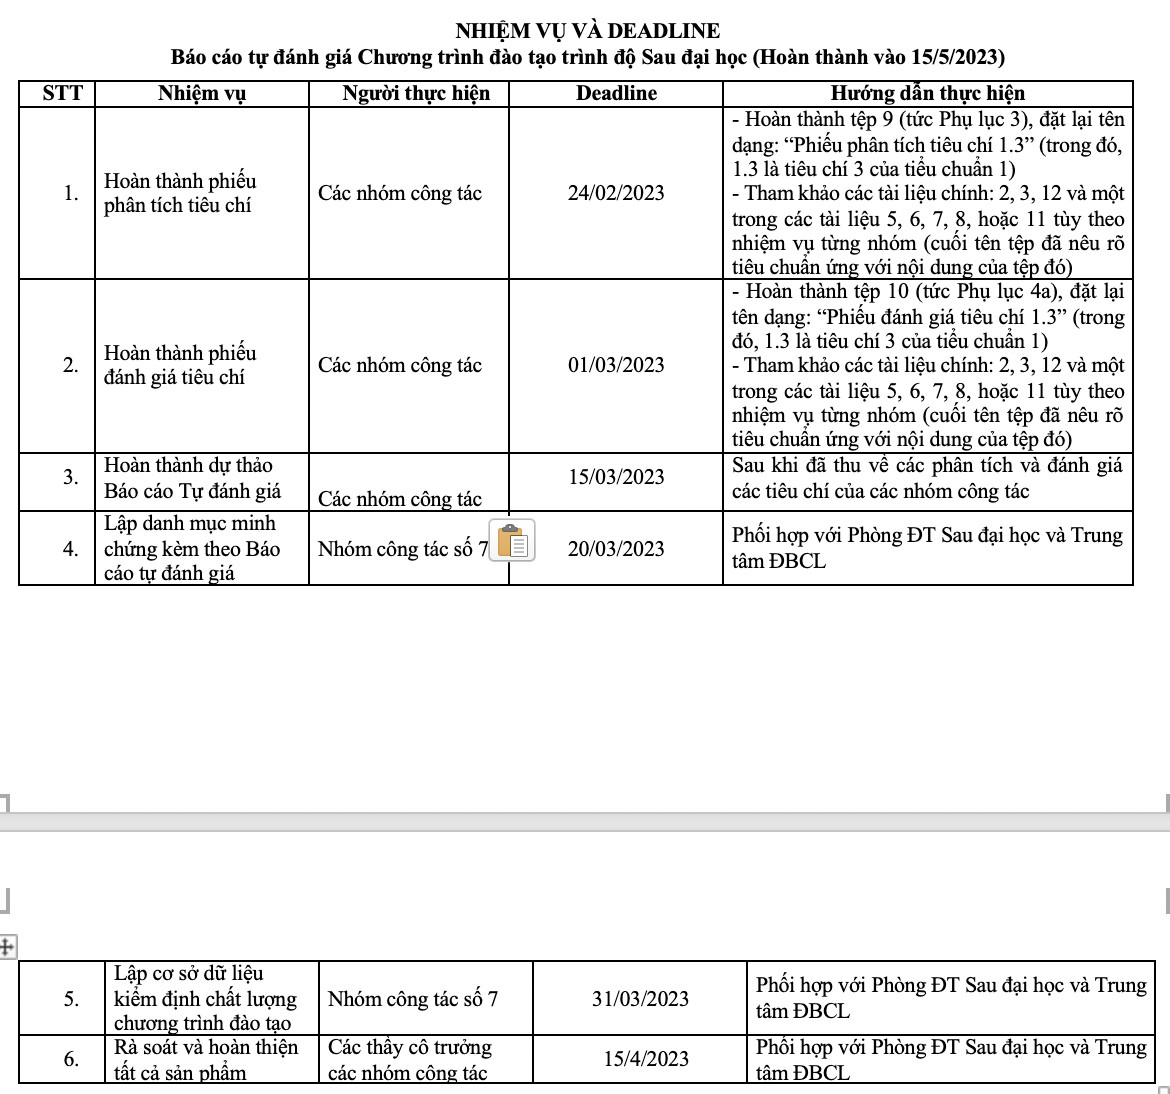 NHIỆM VỤ VÀ DEADLINE
Báo cáo tự đánh giá Chương trình đào tạo trình độ Sau đại học (Hoàn thành vào 15/5/2023)
STT
Nhiệm vụ
Người thực hiện
Deadline
Hướng dẫn thực hiện
1.
Hoàn thành phiếu
phân tích tiêu chí
Các nhóm công tác
24/02/2023
- Hoàn thành tệp 9 (tức Phụ lục 3), đặt lại tên
dạng: “Phiếu phân tích tiêu chí 1.3” (trong đó,
1.3 là tiêu chí 3 của tiểu chuẩn 1)
- Tham khảo các tài liệu chính: 2, 3, 12 và một
trong các tài liệu 5, 6, 7, 8, hoặc 11 tùy theo
nhiệm vụ từng nhóm (cuối tên tệp đã nêu rõ
tiêu chuẩn ứng với nội dung của tệp đó)
2.
Hoàn thành phiếu
đánh giá tiêu chí
Các nhóm công tác
01/03/2023
- Hoàn thành tệp 10 (tức Phụ lục 4a), đặt lại
tên dạng: “Phiếu đánh giá tiêu chí 1.3” (trong
đó, 1.3 là tiêu chí 3 của tiểu chuẩn 1)
- Tham khảo các tài liệu chính: 2, 3, 12 và một
trong các tài liệu 5, 6, 7, 8, hoặc 11 tùy theo
nhiệm vụ từng nhóm (cuối tên tệp đã nêu rõ
tiêu chuẩn ứng với nội dung của tệp đó)
3.
Hoàn thành dự thảo
Báo cáo Tự đánh giá
Các nhóm công tác
15/03/2023
Sau khi đã thu về các phân tích và đánh giá
các tiêu chí của các nhóm công tác
4.
Lập danh mục minh
chứng kèm theo Báo
cáo tự đánh giá
Nhóm công tác số 7
20/03/2023
Phối hợp với Phòng ĐT Sau đại học và Trung
tâm ĐBCL
5.
Lập cơ sở dữ liệu
kiểm định chất lượng
chương trình đào tạo
Nhóm công tác số 7
31/03/2023
Phối hợp với Phòng ĐT Sau đại học và Trung
tâm ĐBCL
6.
Rà soát và hoàn thiện
tất cả sản phẩm
Các thầy cô trưởng
các nhóm công tác
15/4/2023
Phối hợp với Phòng ĐT Sau đại học và Trung
tâm ĐBCL